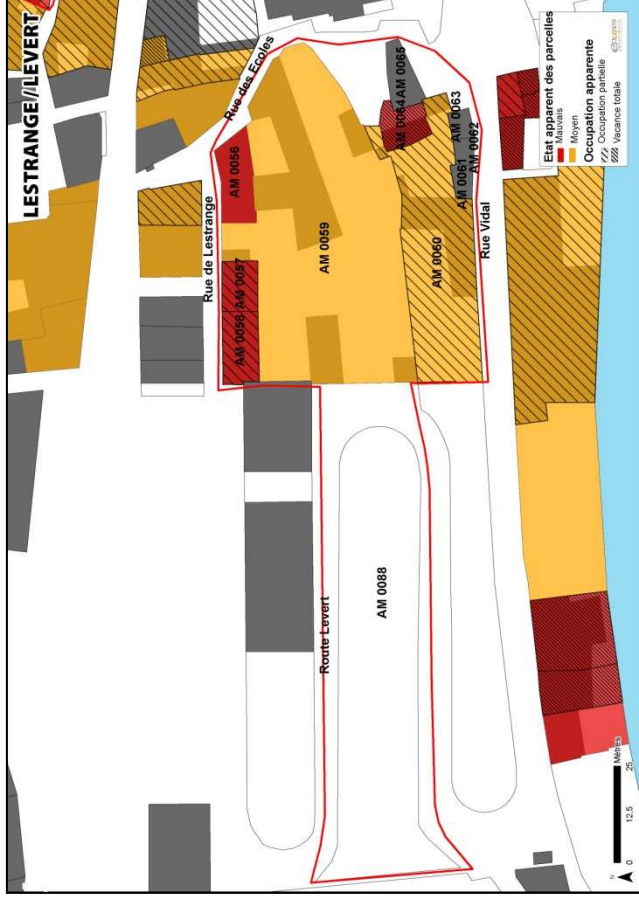 LESTRANGE//LEVERT
Rue des Ecoles
Rue de Lestrange
AM 0056
AM 0057
AM 0058
AM 0059
AM 0065
AM 0064
AM 0063
AM 0062
AM 0061
AM 0060
Rue Vidal
Route Levert
AM 0088
Etat apparent des parcelles
Mauvais
Moyen
Occupation apparente
Occupation partielle
Vacance totale
N
Mètres
0 12,5 25